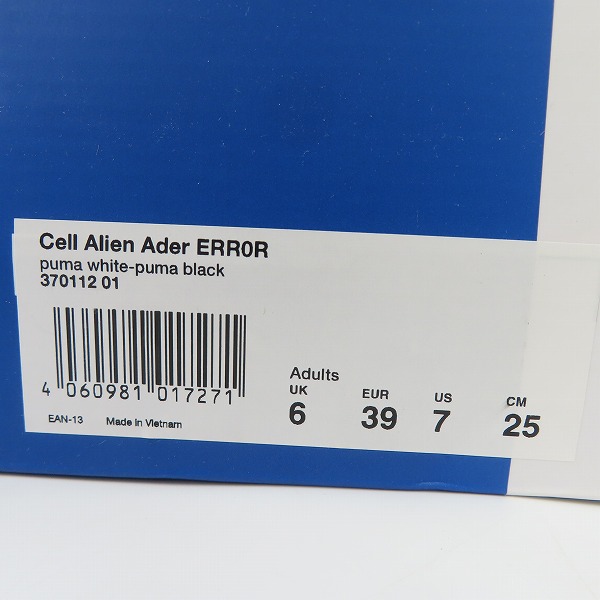 Cell Alien Ader ERR0R
puma white-puma black
370112 01
4 060981 017271
EAN-13 Made in Vietnam
Adults
UK EUR US CM
6 39 7 25